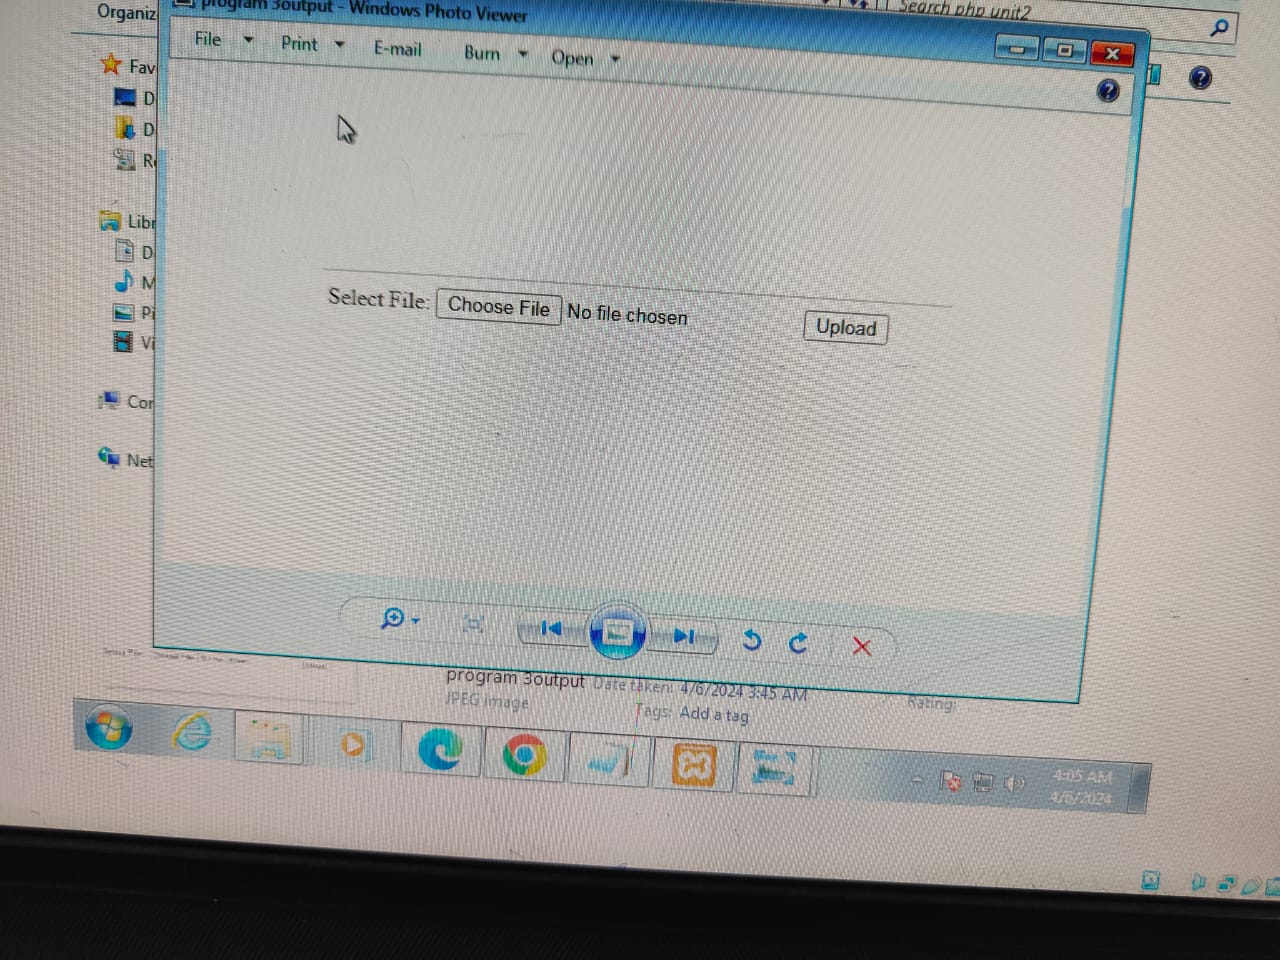 program 3output - Windows Photo Viewer
Search php unit2
Organiz
File Print E-mail Burn Open
Fav
D
D
Re
Libr
D
M
Pi
Vi
Cor
Net
Select File: Choose File No file chosen Upload
program 3output Date taken: 4/6/2024 3:45 AM Rating:
JPEG image Tags: Add a tag
4:05 AM
4/6/2024